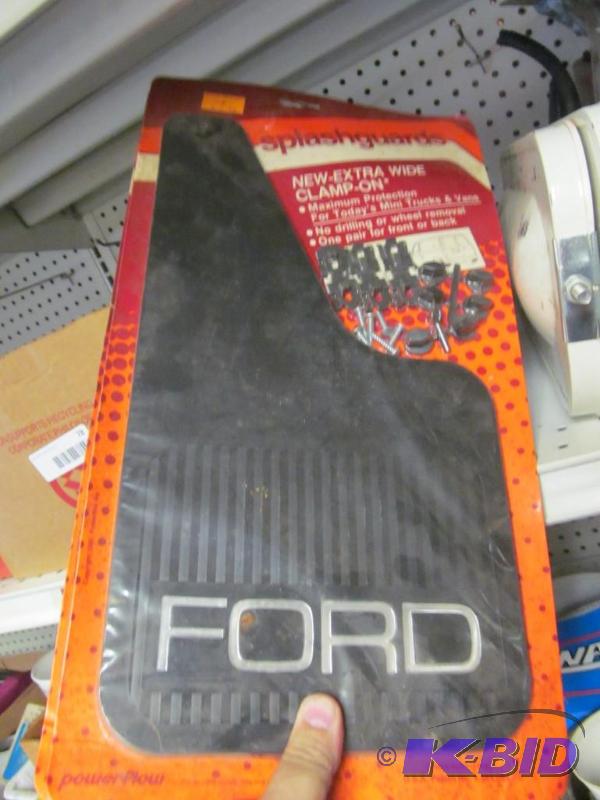 splashguards
NEW-EXTRA WIDE
CLAMP-ON*
• Maximum Protection
For Today's Mini Trucks & Vans
• No drilling or wheel removal
• One pair for front or back
FORD
powerflow
© K-BID